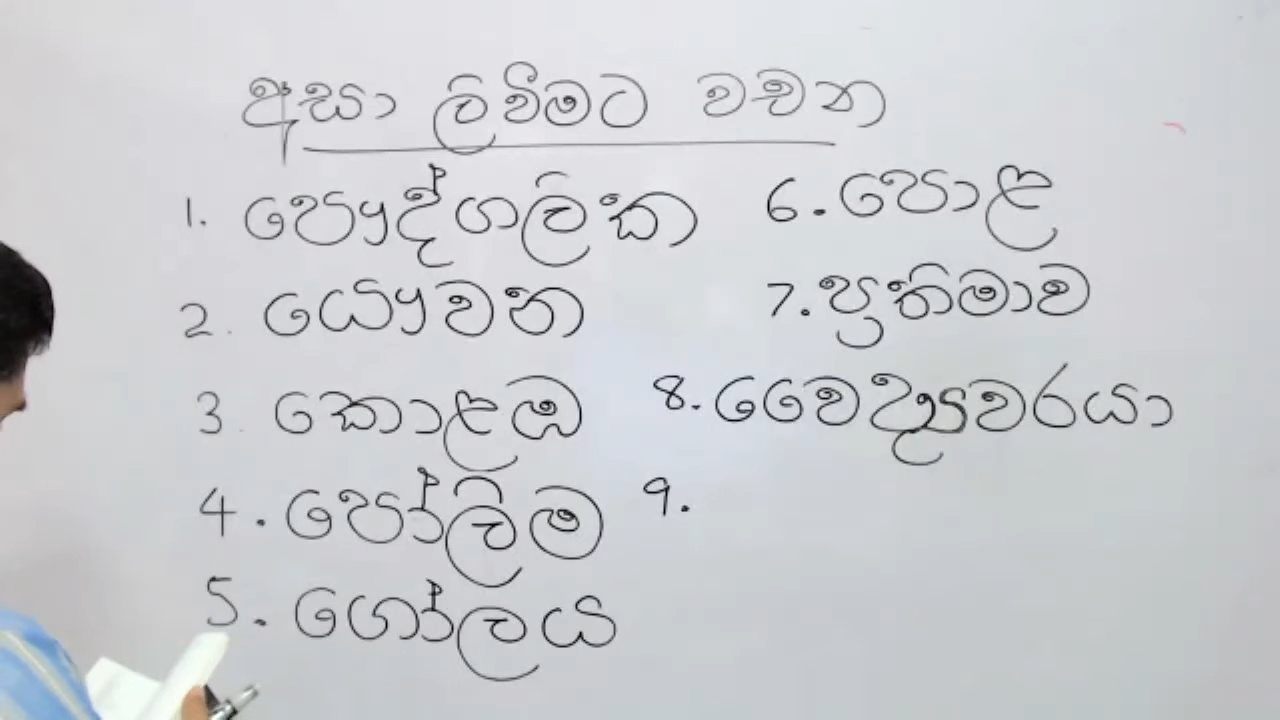 අසා ලිවීමට වචන
1. පෞද්ගලික
2. යෞවන
3. කොළඹ
4. පෝලිම
5. ගෝලය
6. පොළ
7. ප්‍රතිමාව
8. වෛද්‍යවරයා
9.